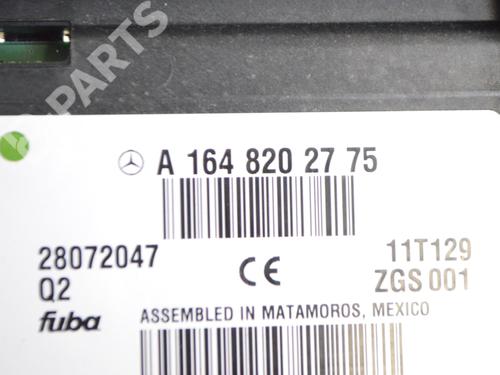 B-PARTS
A 164 820 27 75
28072047
11T129
Q2
CE
ZGS 001
fuba
ASSEMBLED IN MATAMOROS, MEXICO